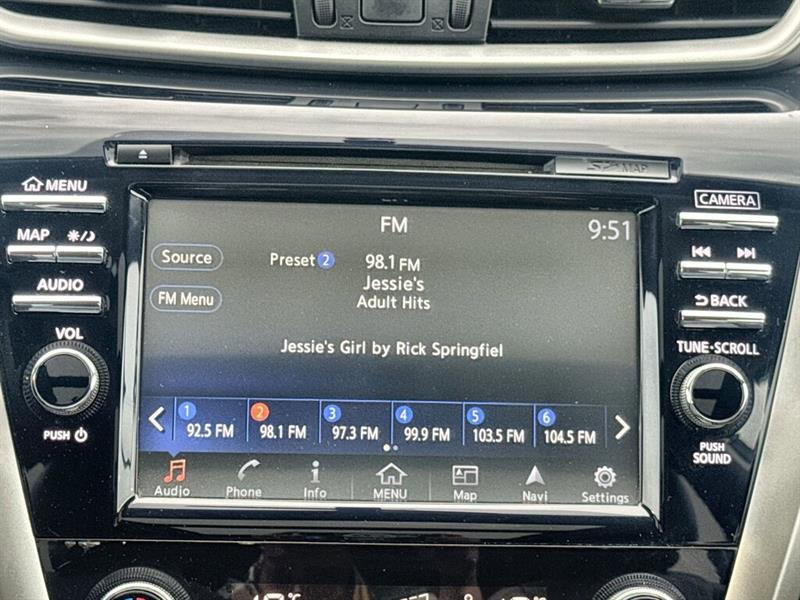 MENU
MAP
AUDIO
VOL
PUSH
MAP
FM
9:51
Source
Preset 2
98.1 FM
Jessie's
Adult Hits
FM Menu
Jessie's Girl by Rick Springfiel
1 2 3 4 5 6
92.5 FM 98.1 FM 97.3 FM 99.9 FM 103.5 FM 104.5 FM
Audio Phone Info MENU Map Navi Settings
CAMERA
BACK
TUNE·SCROLL
PUSH
SOUND